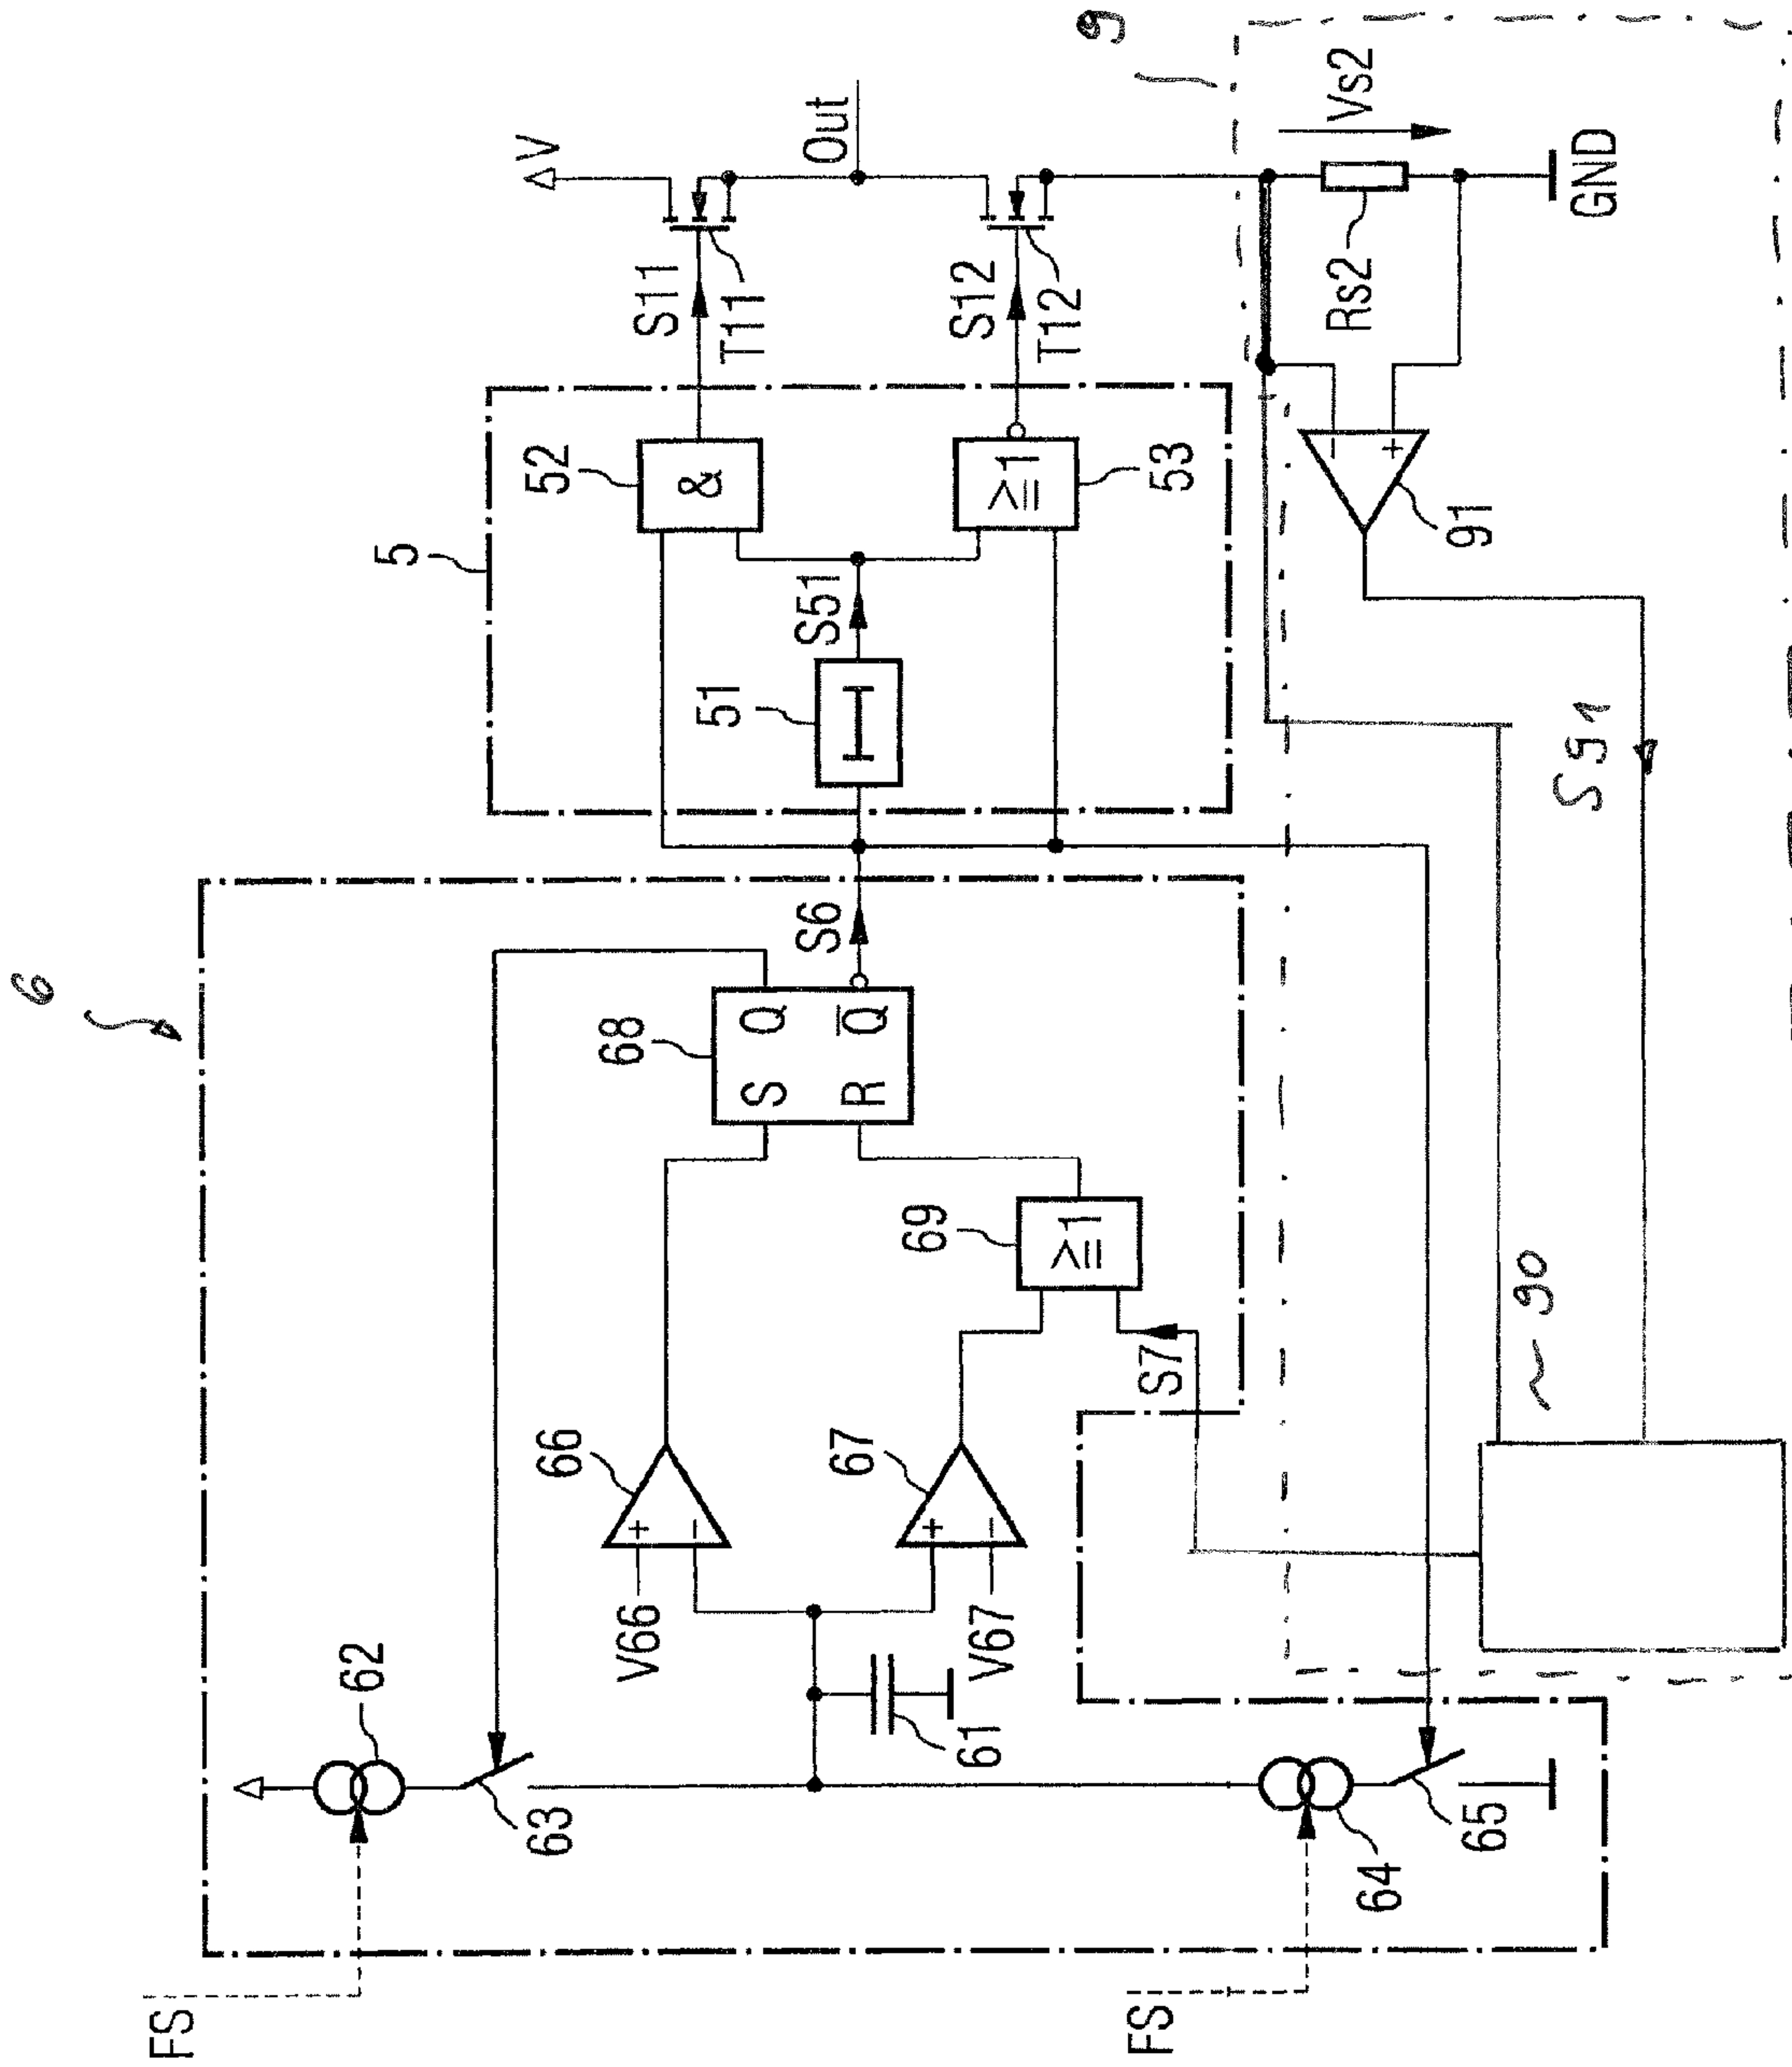 6
9
FS
62
63
66
V66
68
S
Q
R
Q̅
S6
5
52
&
S11
V
T11
Out
51
S51
≥1
53
S12
T12
67
V67
61
69
≥1
S7
FS
64
65
90
S91
91
+
−
+
−
−
+
Rs2
Vs2
GND